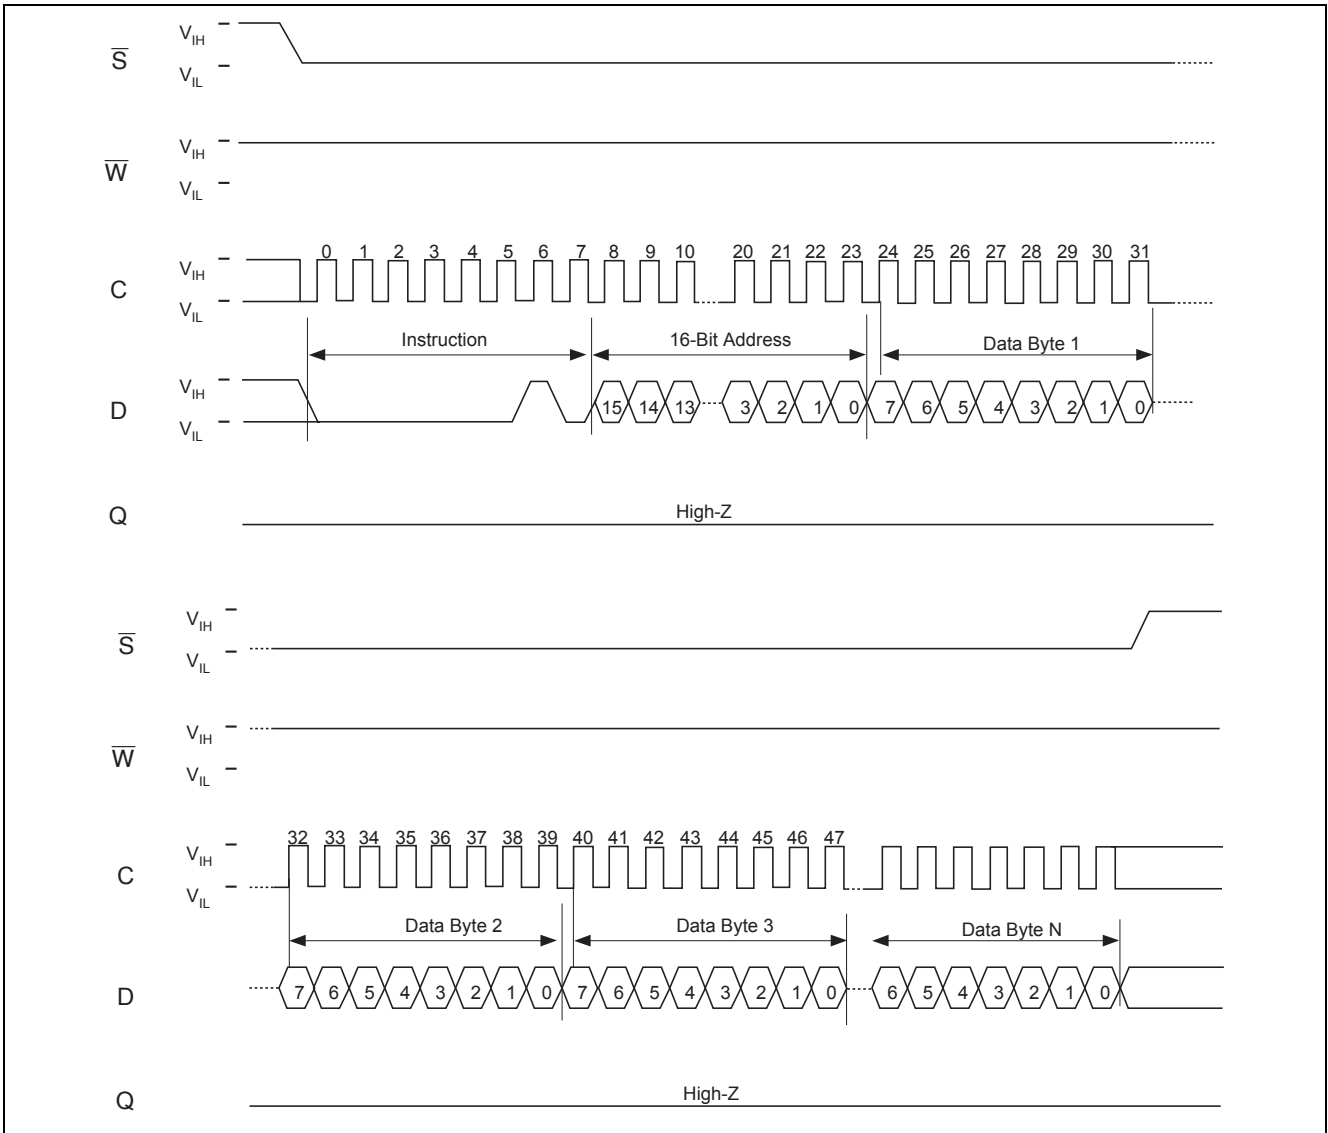 S̅ V_IH
V_IL
W̅ V_IH
V_IL
0 1 2 3 4 5 6 7 8 9 10 20 21 22 23 24 25 26 27 28 29 30 31
C V_IH
V_IL
Instruction 16-Bit Address Data Byte 1
D V_IH
V_IL
15 14 13 3 2 1 0 7 6 5 4 3 2 1 0
Q High-Z
S̅ V_IH
V_IL
W̅ V_IH
V_IL
32 33 34 35 36 37 38 39 40 41 42 43 44 45 46 47
C V_IH
V_IL
Data Byte 2 Data Byte 3 Data Byte N
D 7 6 5 4 3 2 1 0 7 6 5 4 3 2 1 0 6 5 4 3 2 1 0
Q High-Z